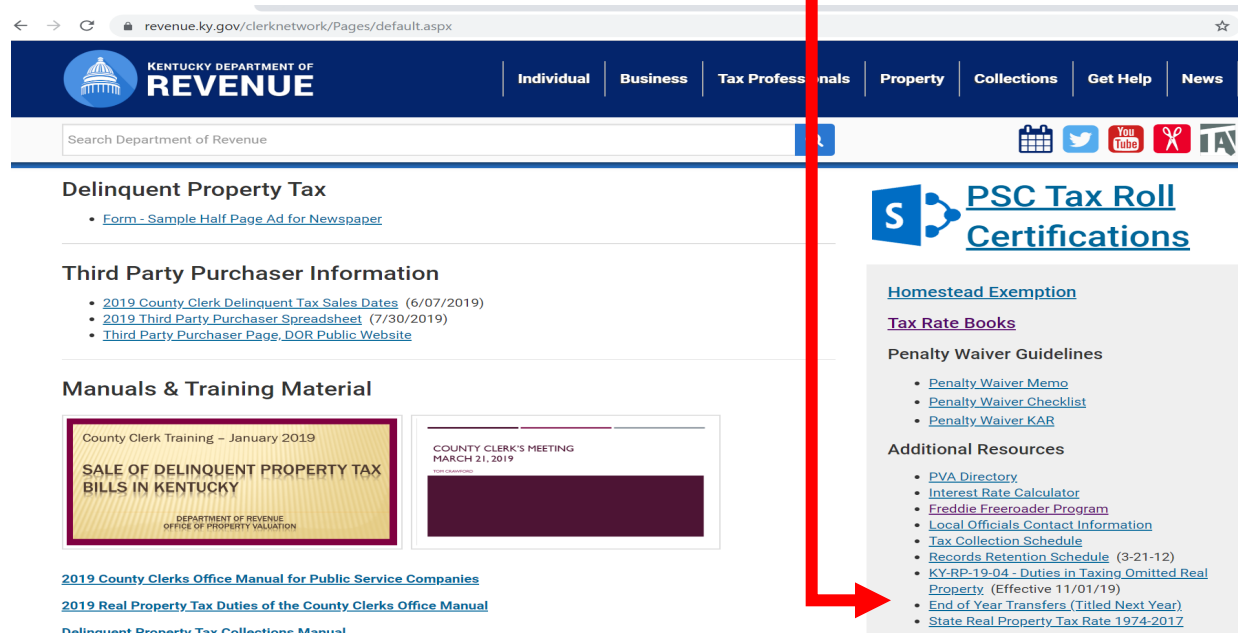 revenue.ky.gov/clerknetwork/Pages/default.aspx
KENTUCKY DEPARTMENT OF
REVENUE
Individual
Business
Tax Professionals
Property
Collections
Get Help
News
Search Department of Revenue
You
Tube
Delinquent Property Tax
• Form - Sample Half Page Ad for Newspaper
Third Party Purchaser Information
• 2019 County Clerk Delinquent Tax Sales Dates (6/07/2019)
• 2019 Third Party Purchaser Spreadsheet (7/30/2019)
• Third Party Purchaser Page, DOR Public Website
Manuals & Training Material
County Clerk Training – January 2019
SALE OF DELINQUENT PROPERTY TAX
BILLS IN KENTUCKY
DEPARTMENT OF REVENUE
OFFICE OF PROPERTY VALUATION
COUNTY CLERK'S MEETING
MARCH 21, 2019
TOM CRAWFORD
2019 County Clerks Office Manual for Public Service Companies
2019 Real Property Tax Duties of the County Clerks Office Manual
Delinquent Property Tax Collections Manual
S
PSC Tax Roll
Certifications
Homestead Exemption
Tax Rate Books
Penalty Waiver Guidelines
• Penalty Waiver Memo
• Penalty Waiver Checklist
• Penalty Waiver KAR
Additional Resources
• PVA Directory
• Interest Rate Calculator
• Freddie Freeroader Program
• Local Officials Contact Information
• Tax Collection Schedule
• Records Retention Schedule (3-21-12)
• KY-RP-19-04 - Duties in Taxing Omitted Real
Property (Effective 11/01/19)
• End of Year Transfers (Titled Next Year)
• State Real Property Tax Rate 1974-2017